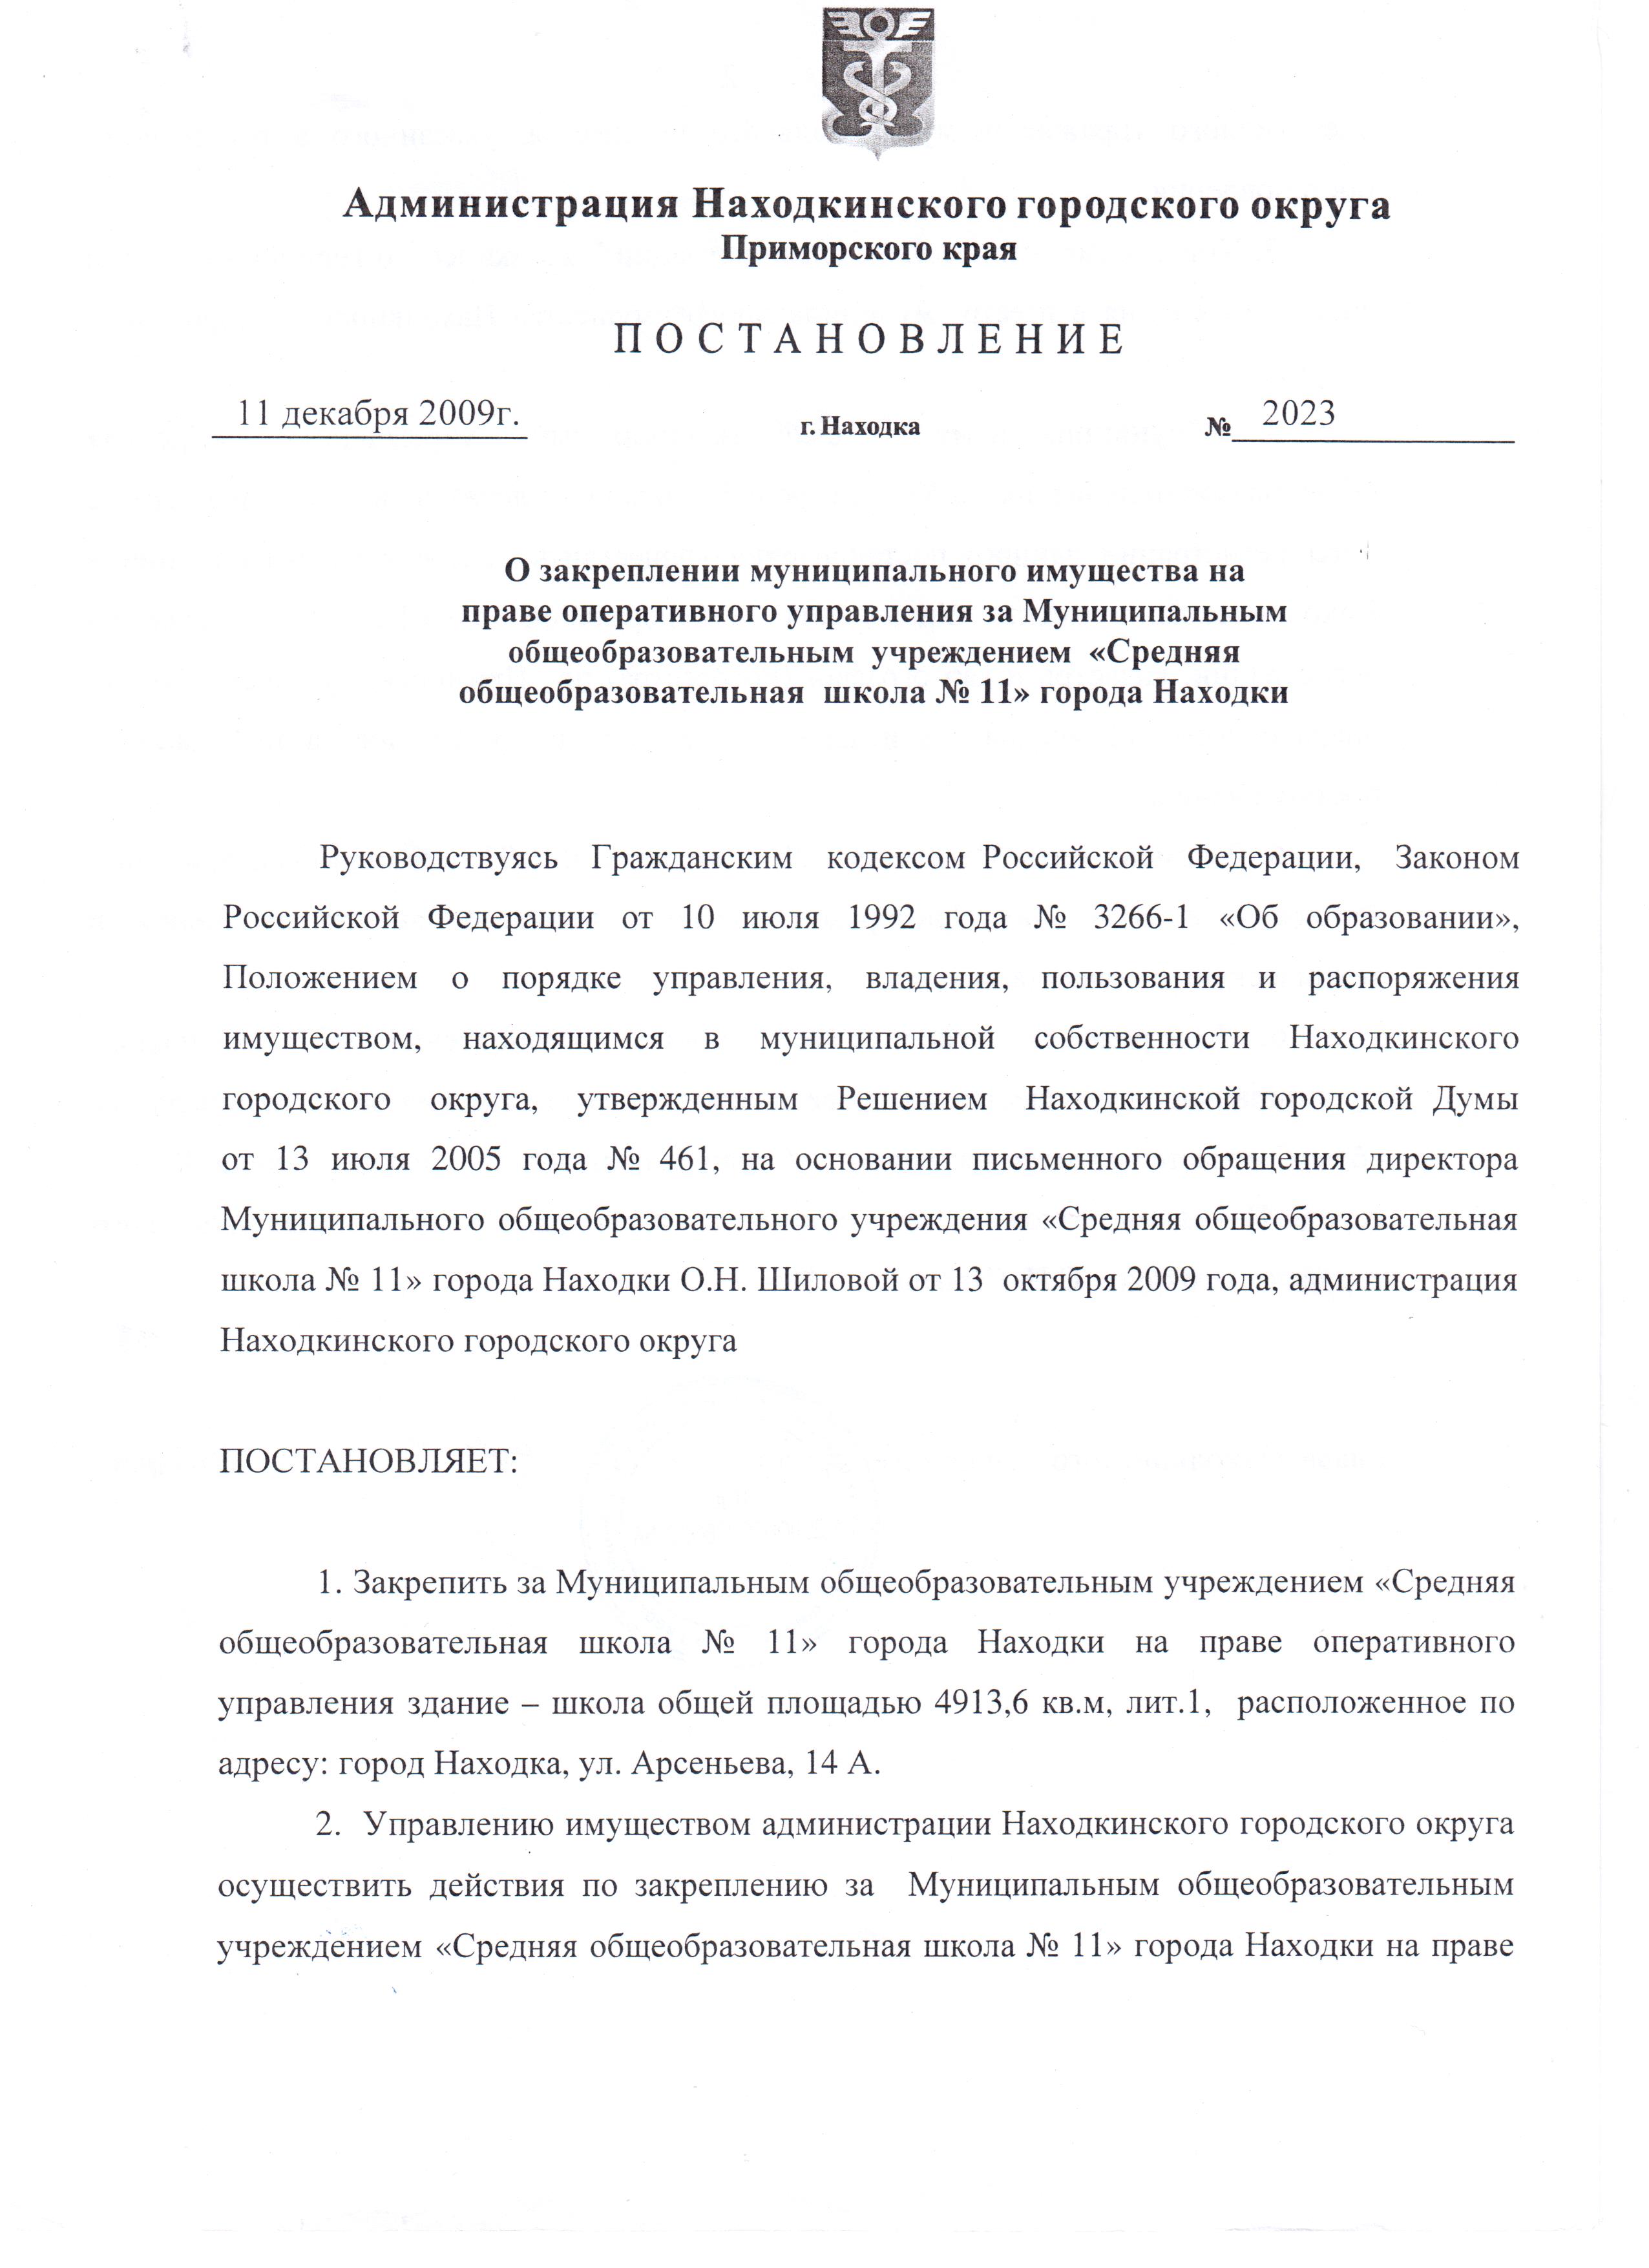 Администрация Находкинского городского округа
Приморского края
ПОСТАНОВЛЕНИЕ
11 декабря 2009г. г. Находка № 2023
О закреплении муниципального имущества на
праве оперативного управления за Муниципальным
общеобразовательным учреждением «Средняя
общеобразовательная школа № 11» города Находки
Руководствуясь Гражданским кодексом Российской Федерации, Законом
Российской Федерации от 10 июля 1992 года № 3266-1 «Об образовании»,
Положением о порядке управления, владения, пользования и распоряжения
имуществом, находящимся в муниципальной собственности Находкинского
городского округа, утвержденным Решением Находкинской городской Думы
от 13 июля 2005 года № 461, на основании письменного обращения директора
Муниципального общеобразовательного учреждения «Средняя общеобразовательная
школа № 11» города Находки О.Н. Шиловой от 13 октября 2009 года, администрация
Находкинского городского округа
ПОСТАНОВЛЯЕТ:
1. Закрепить за Муниципальным общеобразовательным учреждением «Средняя
общеобразовательная школа № 11» города Находки на праве оперативного
управления здание – школа общей площадью 4913,6 кв.м, лит.1, расположенное по
адресу: город Находка, ул. Арсеньева, 14 А.
2. Управлению имуществом администрации Находкинского городского округа
осуществить действия по закреплению за Муниципальным общеобразовательным
учреждением «Средняя общеобразовательная школа № 11» города Находки на праве